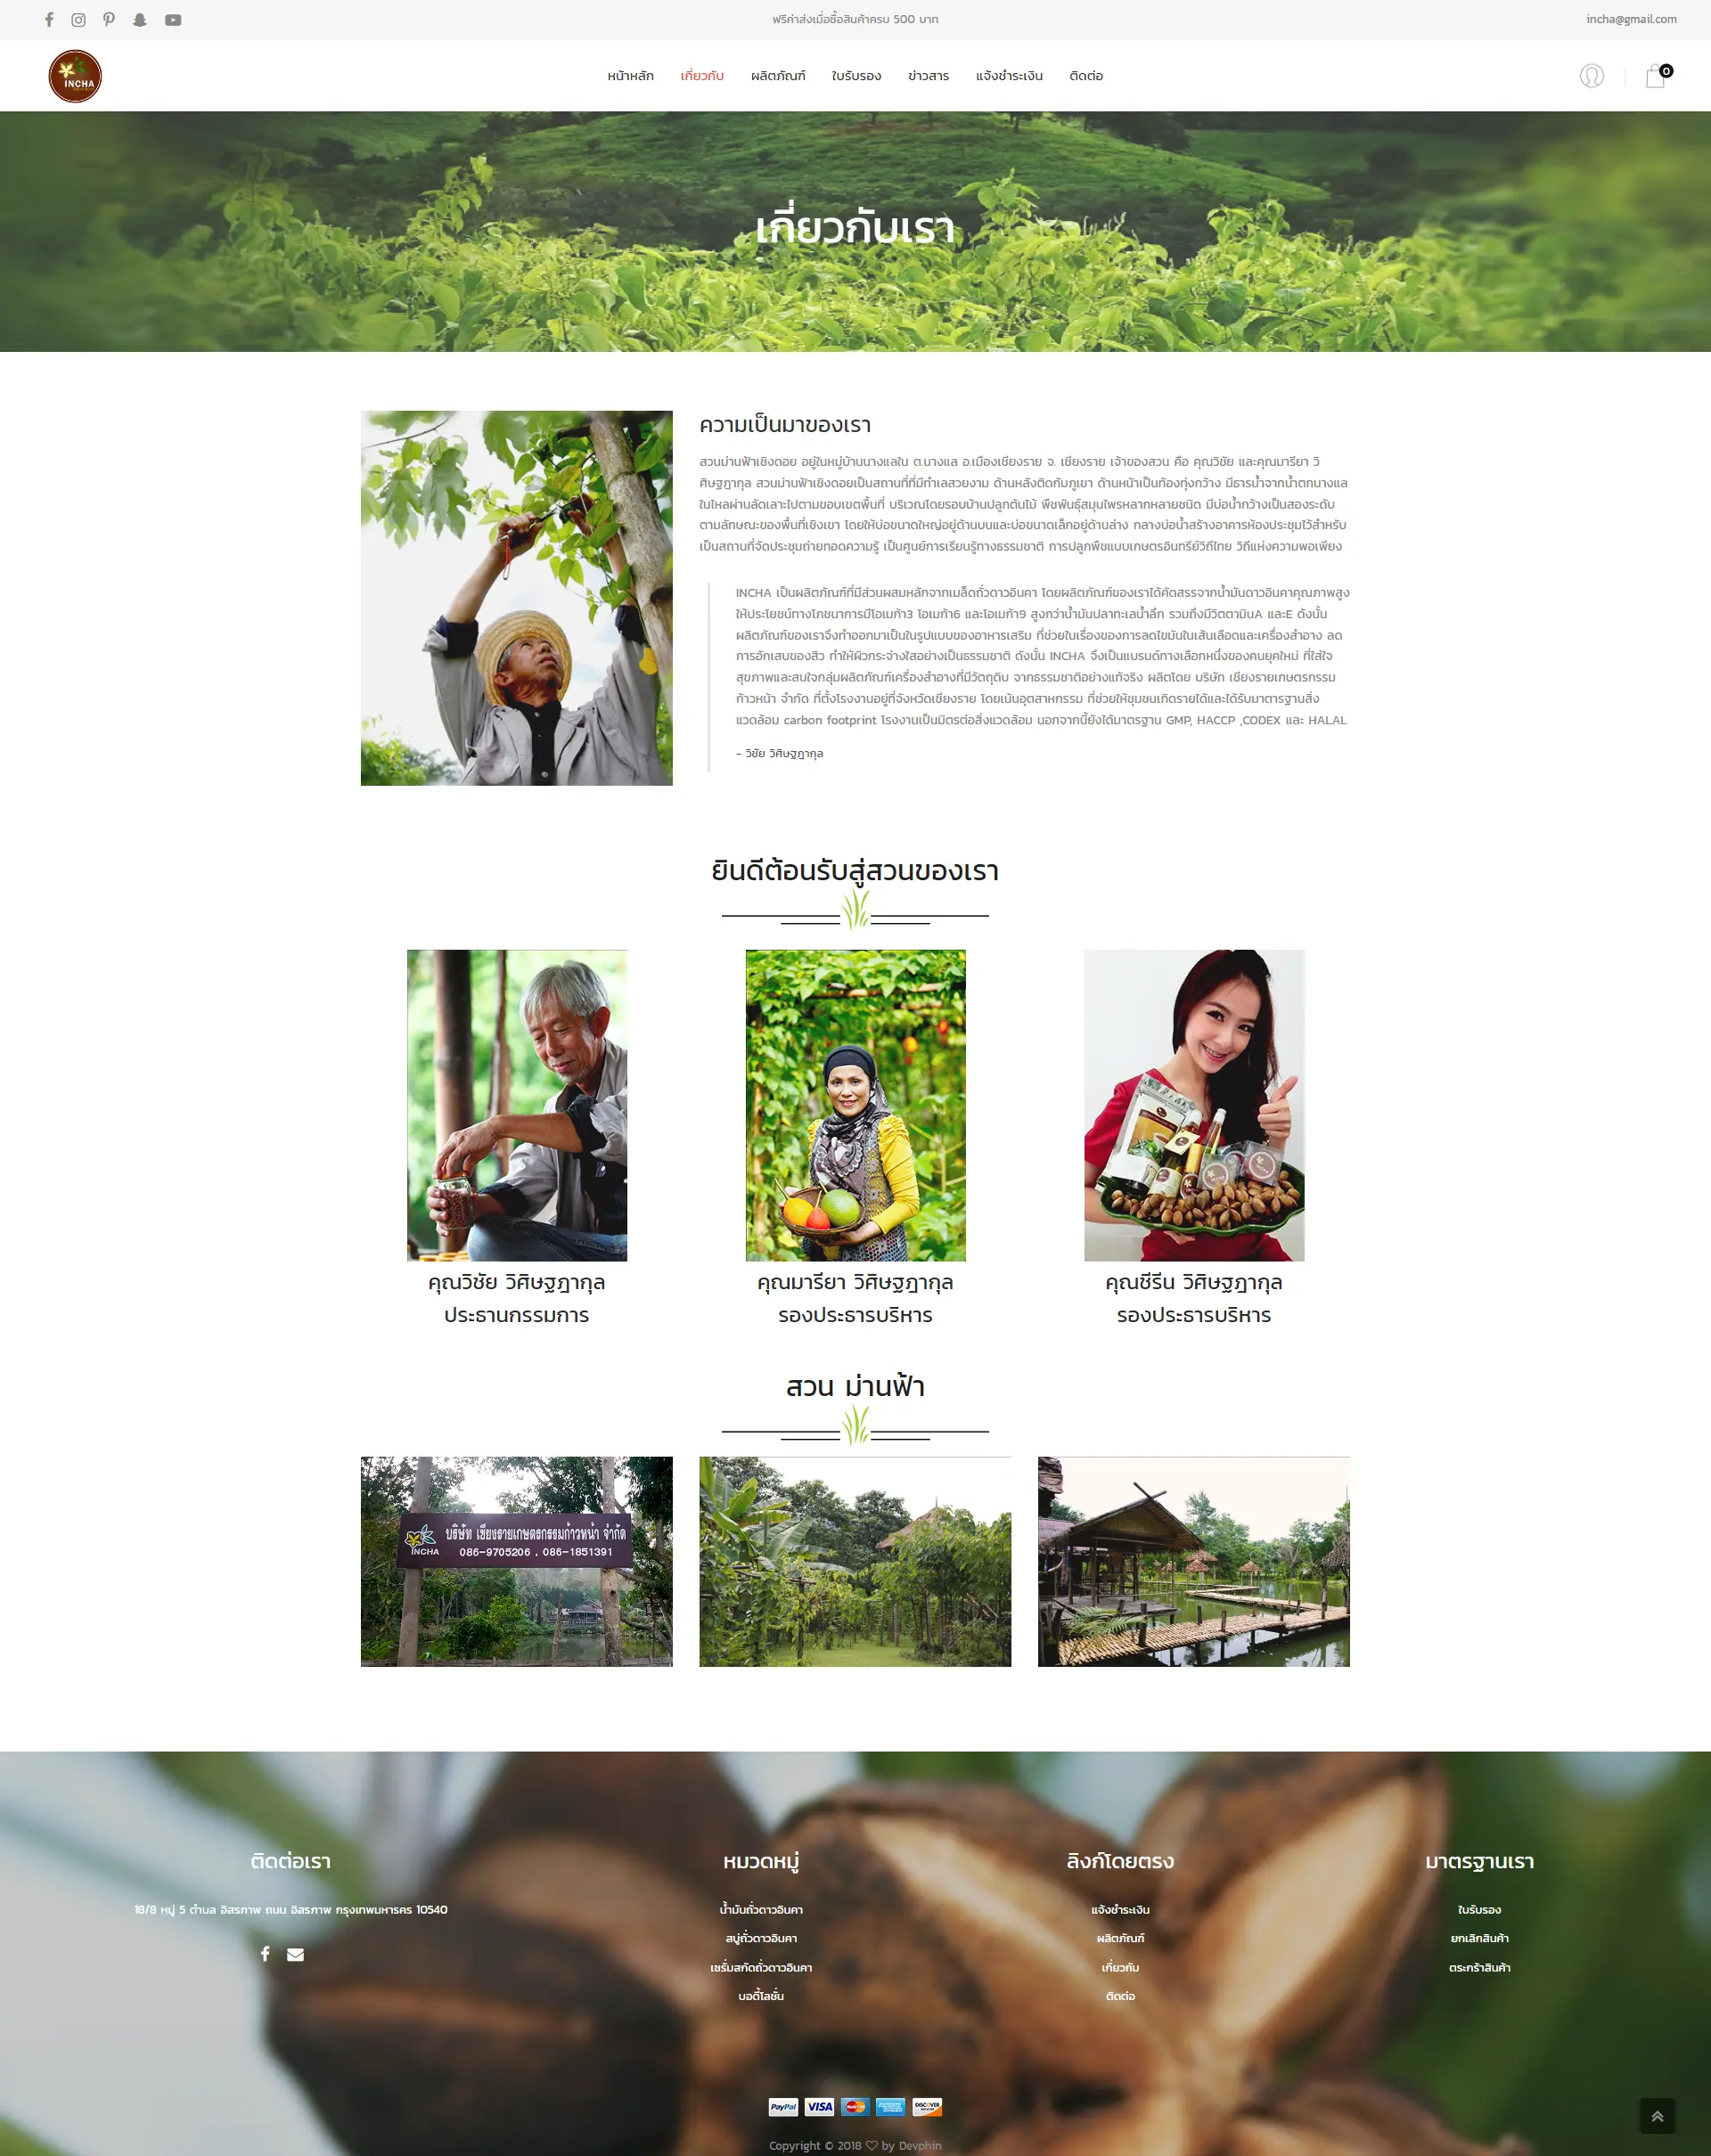 ฟรีค่าส่งเมื่อซื้อสินค้าครบ 500 บาท
incha@gmail.com
INCHA
หน้าหลัก
เกี่ยวกับ
ผลิตภัณฑ์
ใบรับรอง
ข่าวสาร
แจ้งชำระเงิน
ติดต่อ
0
เกี่ยวกับเรา
ความเป็นมาของเรา
สวนม่านฟ้าเชิงดอย อยู่ในหมู่บ้านนางแลใน ต.นางแล อ.เมืองเชียงราย จ. เชียงราย เจ้าของสวน คือ คุณวิชัย และคุณมารียา วิ
ศิษฐฎากุล สวนม่านฟ้าเชิงดอยเป็นสถานที่ที่มีทำเลสวยงาม ด้านหลังติดกับภูเขา ด้านหน้าเป็นท้องทุ่งกว้าง มีธารน้ำจากน้ำตกนางแล
ในไหลผ่านลัดเลาะไปตามขอบเขตพื้นที่ บริเวณโดยรอบบ้านปลูกต้นไม้ พืชพันธุ์สมุนไพรหลากหลายชนิด มีบ่อน้ำกว้างเป็นสองระดับ
ตามลักษณะของพื้นที่เชิงเขา โดยให้บ่อขนาดใหญ่อยู่ด้านบนและบ่อขนาดเล็กอยู่ด้านล่าง กลางบ่อน้ำสร้างอาคารห้องประชุมไว้สำหรับ
เป็นสถานที่จัดประชุมถ่ายทอดความรู้ เป็นศูนย์การเรียนรู้ทางธรรมชาติ การปลูกพืชแบบเกษตรอินทรีย์วิถีไทย วิถีแห่งความพอเพียง
INCHA เป็นผลิตภัณฑ์ที่มีส่วนผสมหลักจากเมล็ดถั่วดาวอินคา โดยผลิตภัณฑ์ของเราได้คัดสรรจากน้ำมันดาวอินคาคุณภาพสูง
ให้ประโยชน์ทางโภชนาการมีโอเมก้า3 โอเมก้า6 และโอเมก้า9 สูงกว่าน้ำมันปลาทะเลน้ำลึก รวมถึงมีวิตตามินA และE ดังนั้น
ผลิตภัณฑ์ของเราจึงทำออกมาเป็นในรูปแบบของอาหารเสริม ที่ช่วยในเรื่องของการลดไขมันในเส้นเลือดและเครื่องสำอาง ลด
การอักเสบของสิว ทำให้ผิวกระจ่างใสอย่างเป็นธรรมชาติ ดังนั้น INCHA จึงเป็นแบรนด์ทางเลือกหนึ่งของคนยุคใหม่ ที่ใส่ใจ
สุขภาพและสนใจกลุ่มผลิตภัณฑ์เครื่องสำอางที่มีวัตถุดิบ จากธรรมชาติอย่างแท้จริง ผลิตโดย บริษัท เชียงรายเกษตรกรรม
ก้าวหน้า จำกัด ที่ตั้งโรงงานอยู่ที่จังหวัดเชียงราย โดยเน้นอุตสาหกรรม ที่ช่วยให้ชุมชนเกิดรายได้และได้รับมาตารฐานสิ่ง
แวดล้อม carbon footprint โรงงานเป็นมิตรต่อสิ่งแวดล้อม นอกจากนี้ยังได้มาตรฐาน GMP, HACCP ,CODEX และ HALAL
- วิชัย วิศิษฐฎากุล
ยินดีต้อนรับสู่สวนของเรา
คุณวิชัย วิศิษฐฎากุล
ประธานกรรมการ
คุณมารียา วิศิษฐฎากุล
รองประธารบริหาร
คุณชีรีน วิศิษฐฎากุล
รองประธารบริหาร
สวน ม่านฟ้า
บริษัท เชียงรายเกษตรกรรมก้าวหน้า จำกัด
INCHA
086-9705206 , 086-1851391
ติดต่อเรา
18/8 หมู่ 5 ตำบล อิสรภาพ ถนน อิสรภาพ กรุงเทพมหารคร 10540
หมวดหมู่
น้ำมันถั่วดาวอินคา
สบู่ถั่วดาวอินคา
เซรั่มสกัดถั่วดาวอินคา
บอดี้โลชั่น
ลิงก์โดยตรง
แจ้งชำระเงิน
ผลิตภัณฑ์
เกี่ยวกับ
ติดต่อ
มาตรฐานเรา
ใบรับรอง
ยกเลิกสินค้า
ตระกร้าสินค้า
PayPal
VISA
MasterCard
DISCOVER
Copyright © 2018 ♡ by Devphin